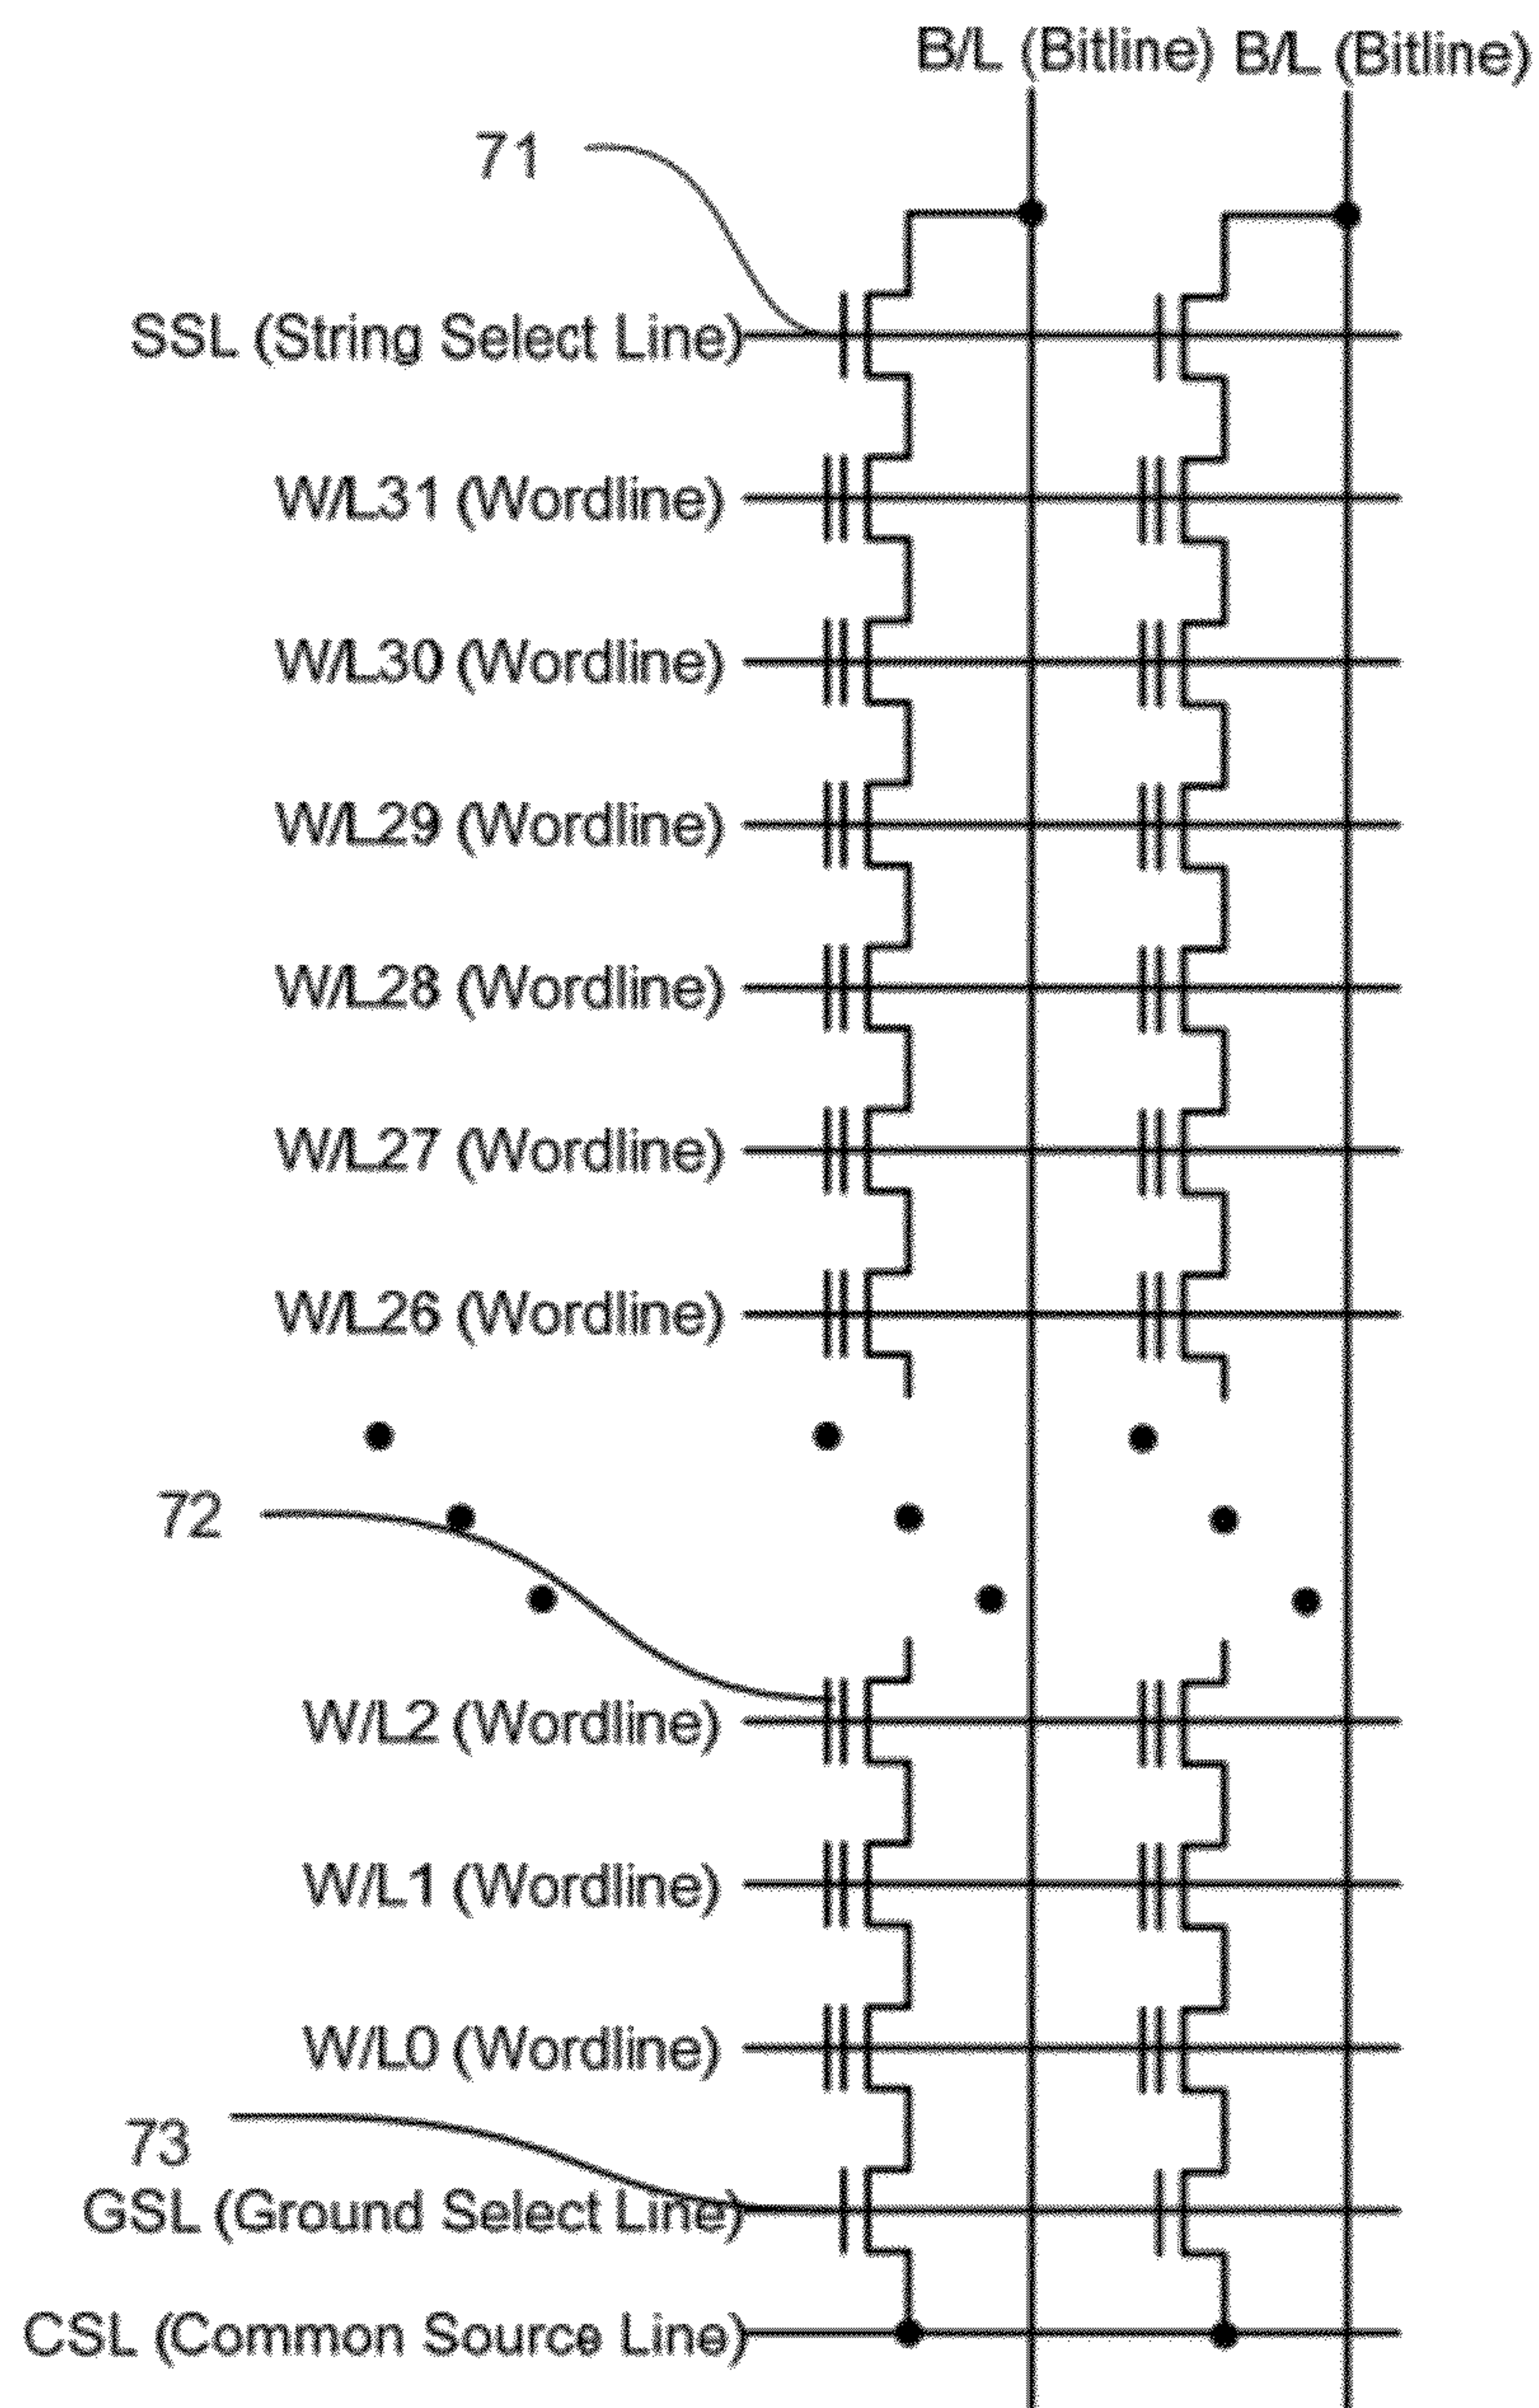 B/L (Bitline) B/L (Bitline)
71
SSL (String Select Line)
W/L31 (Wordline)
W/L30 (Wordline)
W/L29 (Wordline)
W/L28 (Wordline)
W/L27 (Wordline)
W/L26 (Wordline)
72
W/L2 (Wordline)
W/L1 (Wordline)
W/L0 (Wordline)
73
GSL (Ground Select Line)
CSL (Common Source Line)